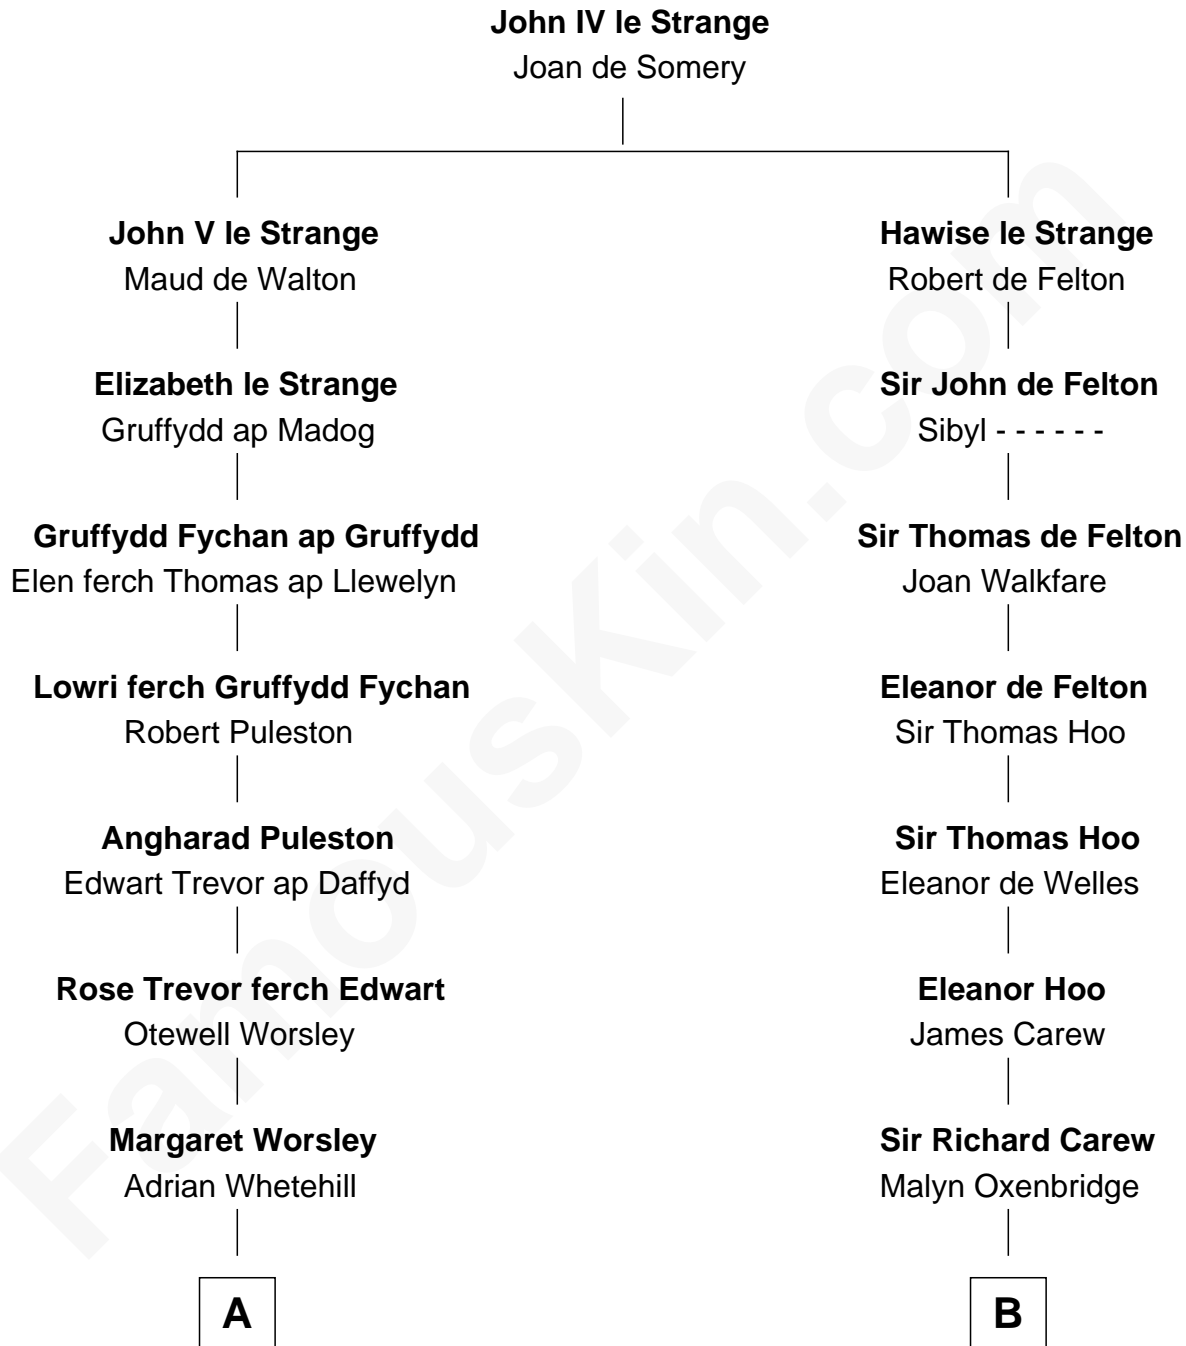 John IV le Strange
Joan de Somery
John V le Strange
Maud de Walton
Hawise le Strange
Robert de Felton
Elizabeth le Strange
Gruffydd ap Madog
Sir John de Felton
Sibyl - - - - - -
Gruffydd Fychan ap Gruffydd
Elen ferch Thomas ap Llewelyn
Sir Thomas de Felton
Joan Walkfare
Lowri ferch Gruffydd Fychan
Robert Puleston
Eleanor de Felton
Sir Thomas Hoo
Angharad Puleston
Edwart Trevor ap Daffyd
Sir Thomas Hoo
Eleanor de Welles
Rose Trevor ferch Edwart
Otewell Worsley
Eleanor Hoo
James Carew
Margaret Worsley
Adrian Whetehill
Sir Richard Carew
Malyn Oxenbridge
A
B
FamousKin.com